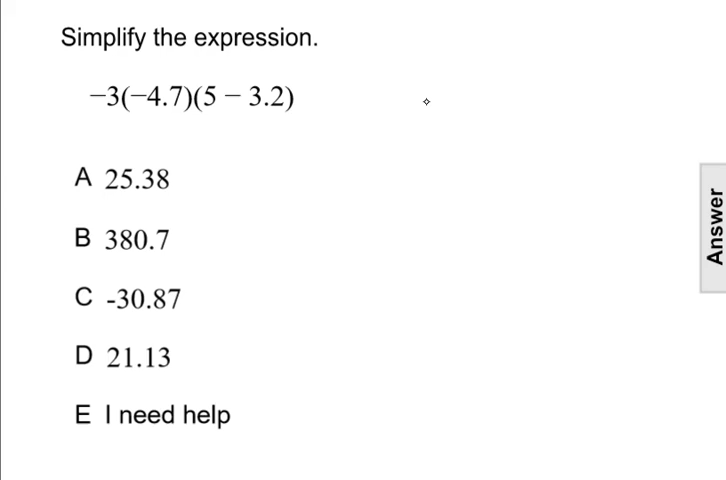 Simplify the expression.
−3(−4.7)(5 − 3.2)
A 25.38
B 380.7
C -30.87
D 21.13
E I need help
Answer